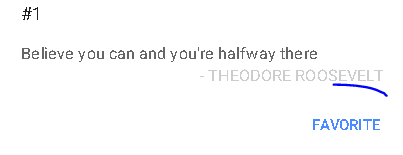 #1
Believe you can and you're halfway there
- THEODORE ROOSEVELT
FAVORITE